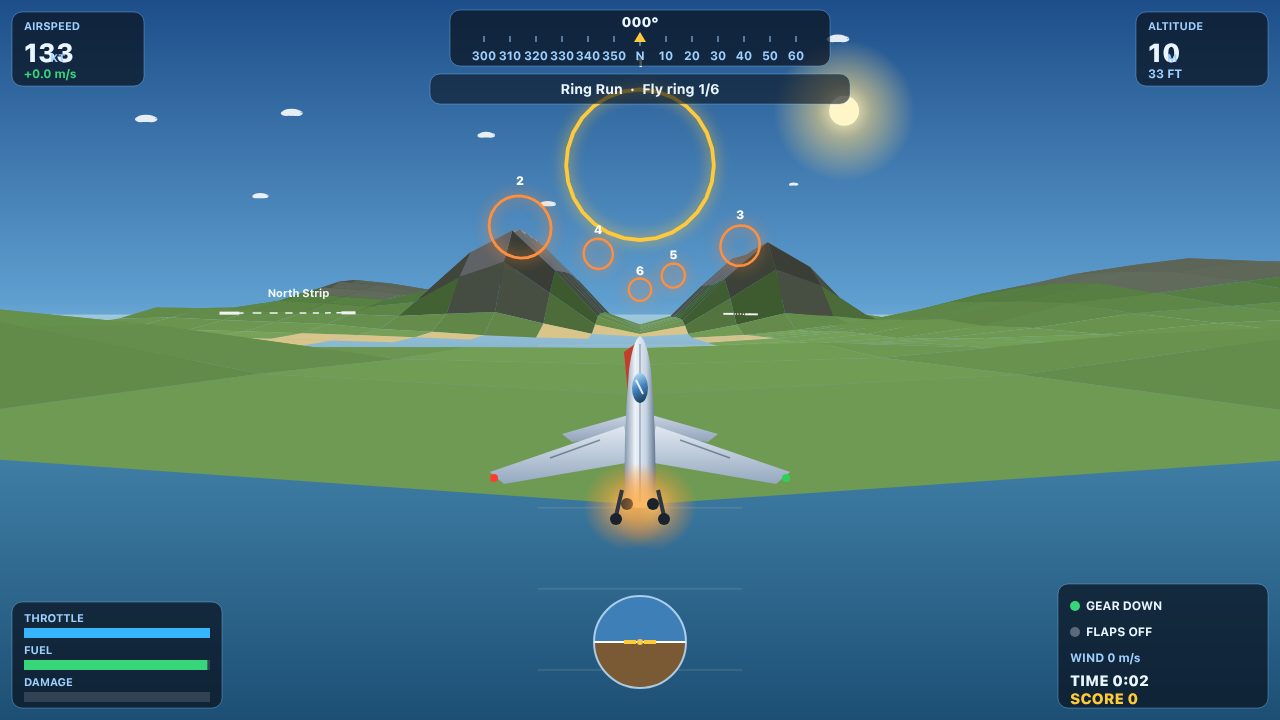 AIRSPEED
133
+0.0 m/s
000°
300 310 320 330 340 350 N 10 20 30 40 50 60
Ring Run · Fly ring 1/6
ALTITUDE
10
33 FT
2
3
4
5
6
North Strip
THROTTLE
FUEL
DAMAGE
GEAR DOWN
FLAPS OFF
WIND 0 m/s
TIME 0:02
SCORE 0